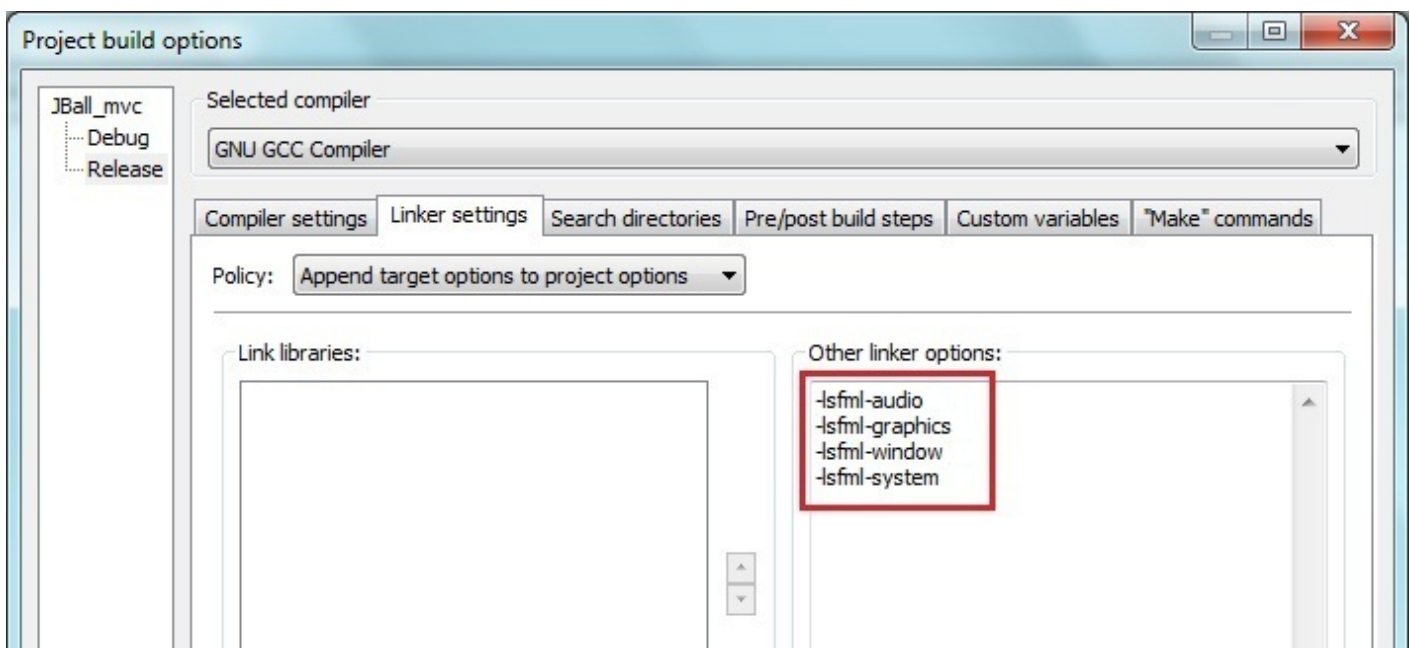 Project build options
JBall_mvc
Debug
Release
Selected compiler
GNU GCC Compiler
Compiler settings
Linker settings
Search directories
Pre/post build steps
Custom variables
"Make" commands
Policy:
Append target options to project options
Link libraries:
Other linker options:
-lsfml-audio
-lsfml-graphics
-lsfml-window
-lsfml-system